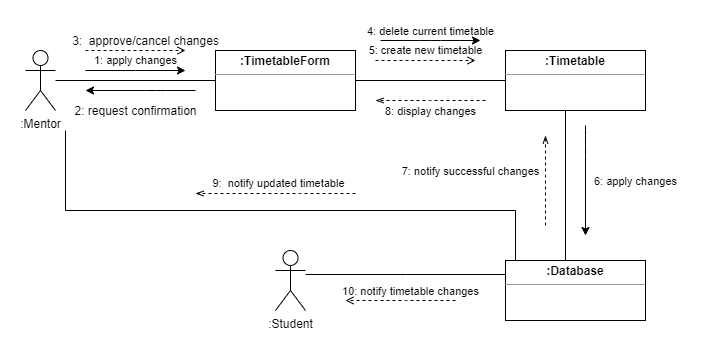 4: delete current timetable
3:  approve/cancel changes
5: create new timetable
1: apply changes
:TimetableForm
:Timetable
2: request confirmation
8: display changes
:Mentor
7: notify successful changes
6: apply changes
9:  notify updated timetable
:Database
10: notify timetable changes
:Student